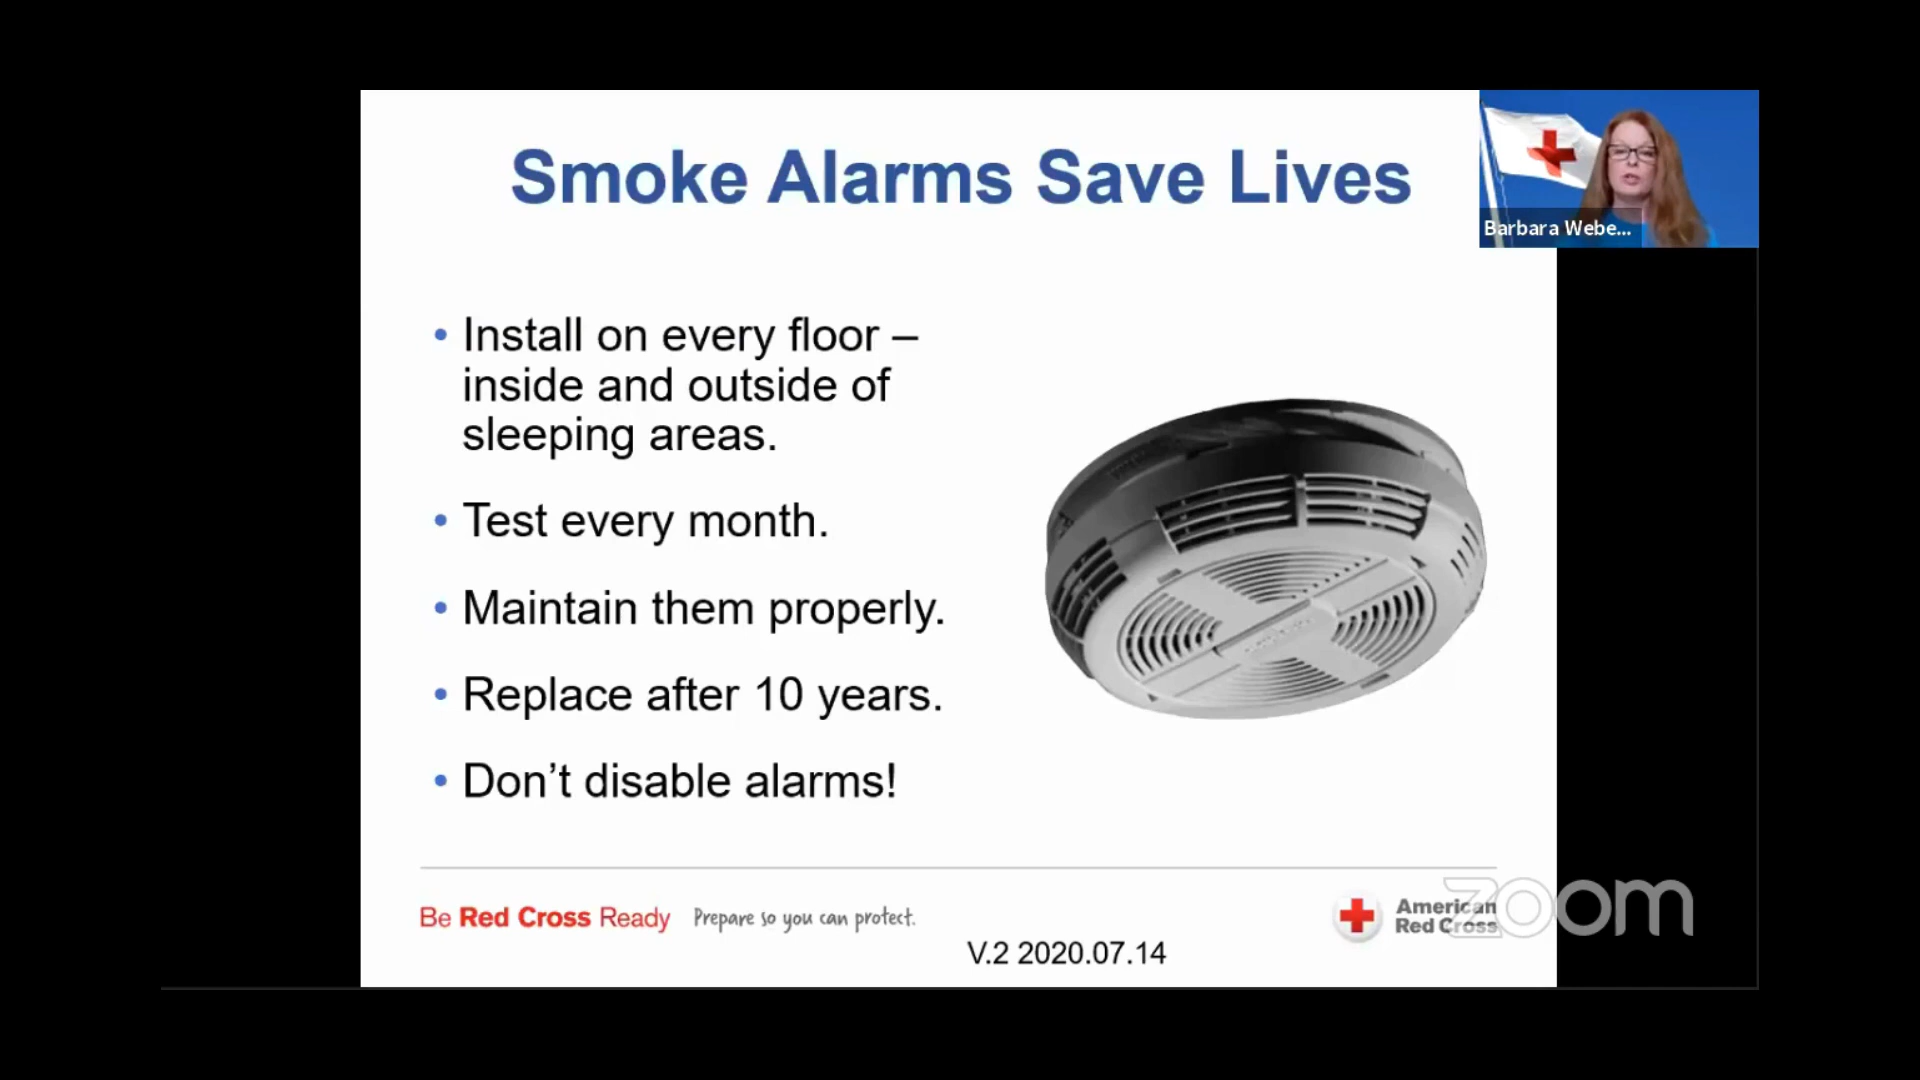 Smoke Alarms Save Lives
Barbara Webe...
• Install on every floor –
inside and outside of
sleeping areas.
• Test every month.
• Maintain them properly.
• Replace after 10 years.
• Don’t disable alarms!
Be Red Cross Ready Prepare so you can protect.
American
Red Cross
zoom
V.2 2020.07.14